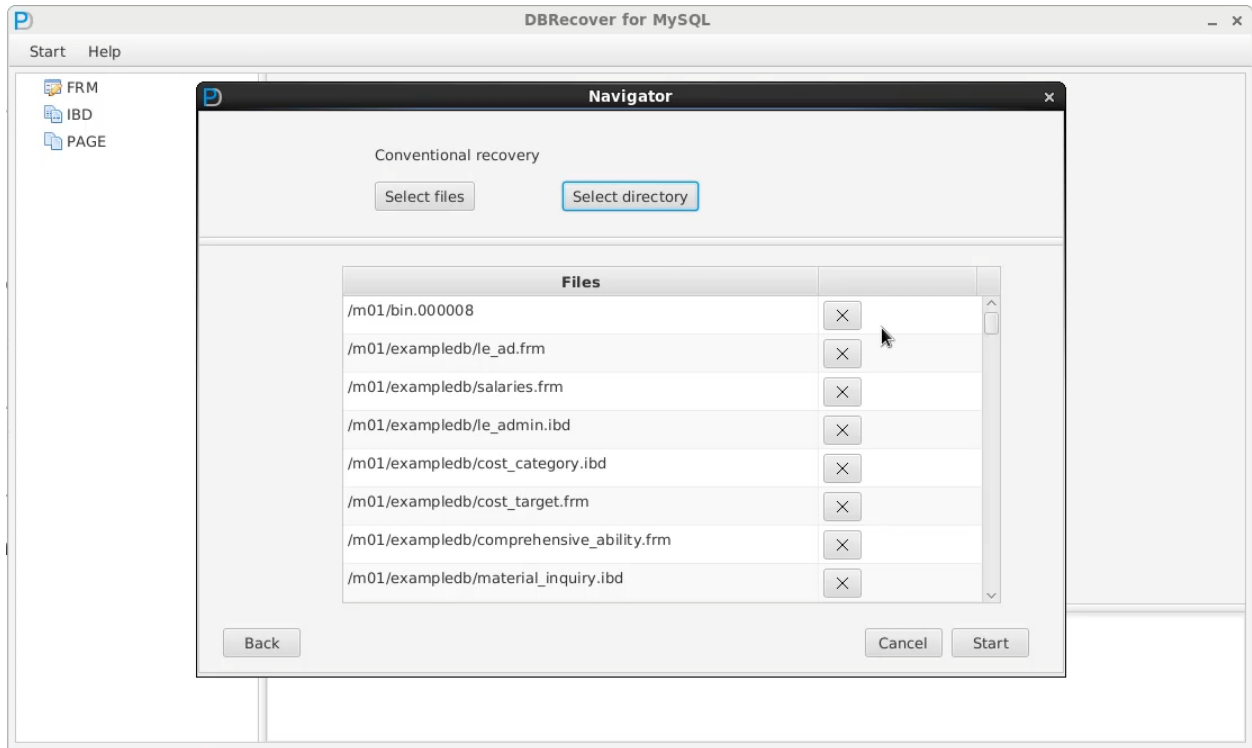 DBRecover for MySQL
Start Help
FRM
IBD
PAGE
Navigator
Conventional recovery
Select files Select directory
Files
/m01/bin.000008
/m01/exampledb/le_ad.frm
/m01/exampledb/salaries.frm
/m01/exampledb/le_admin.ibd
/m01/exampledb/cost_category.ibd
/m01/exampledb/cost_target.frm
/m01/exampledb/comprehensive_ability.frm
/m01/exampledb/material_inquiry.ibd
Back Cancel Start